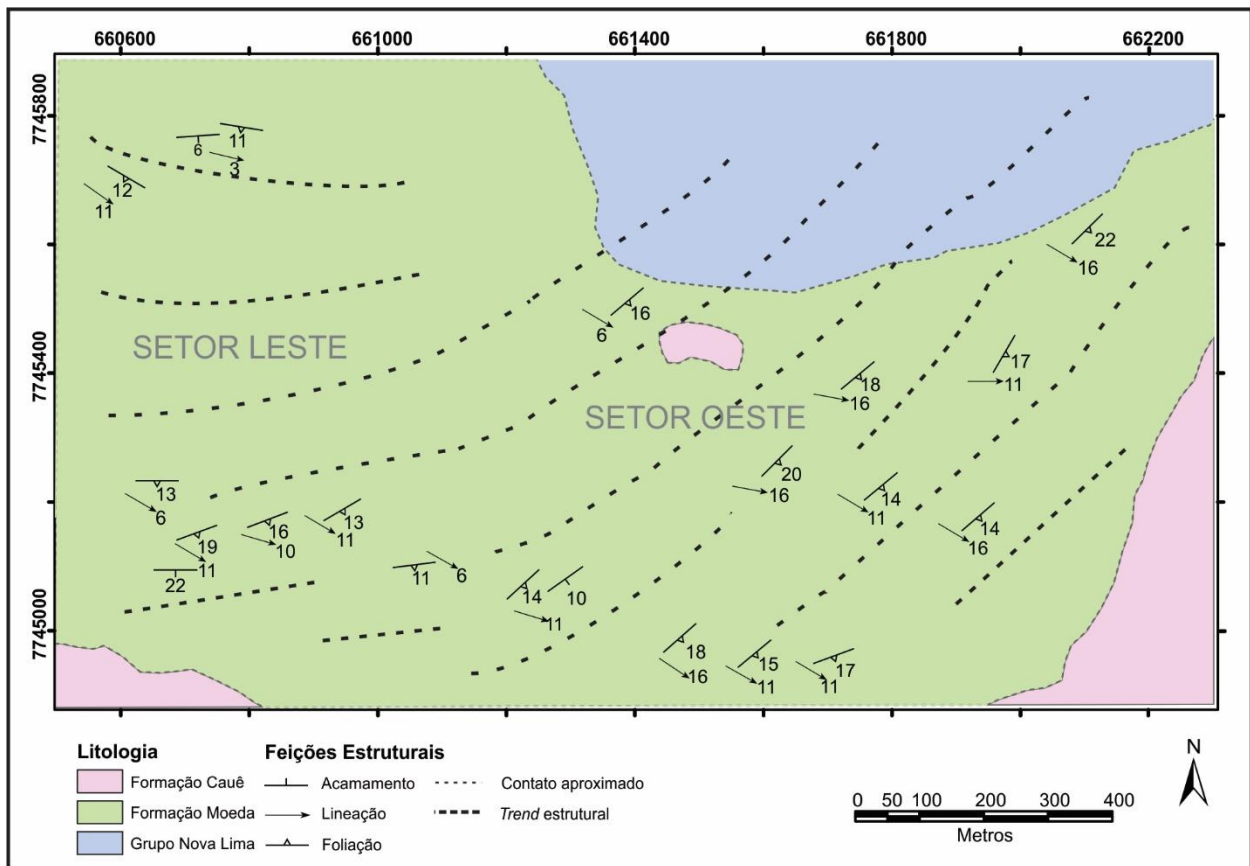 660600 661000 661400 661800 662200
7745800
7745400
7745000
6 11
3
12
11
22
16
16
6
SETOR LESTE
17
11
18
16
SETOR OESTE
20
16
13
6
14
11
13
11
16
10
19
11
14
16
22
11
6
14
10
11
18
16
15
11
17
11
Litologia
Formação Cauê
Formação Moeda
Grupo Nova Lima
Feições Estruturais
Acamamento
Lineação
Foliação
Contato aproximado
Trend estrutural
N
0 50 100 200 300 400
Metros